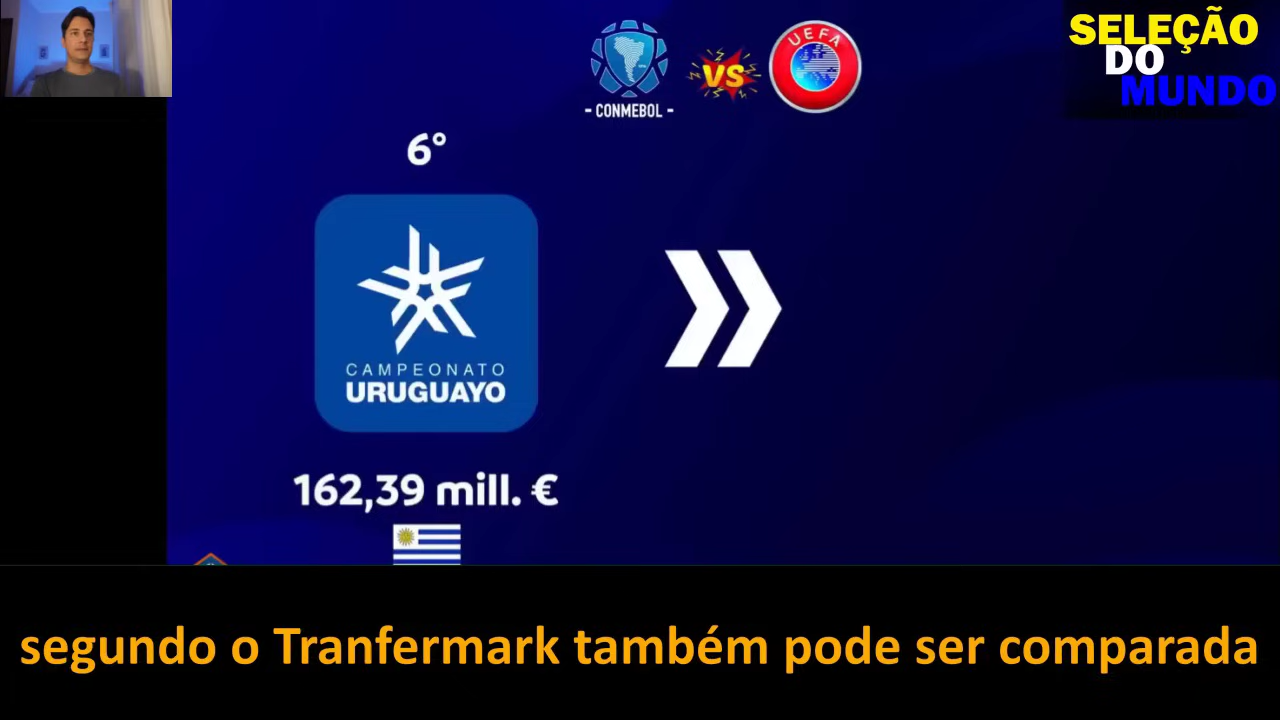 SELEÇÃO
DO
MUNDO
- CONMEBOL -
VS
UEFA
6°
CAMPEONATO
URUGUAYO
162,39 mill. €
segundo o Tranfermark também pode ser comparada